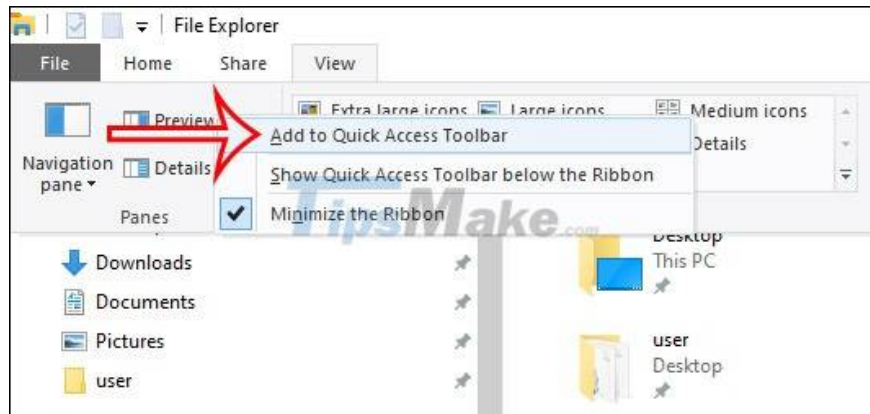 File Explorer
File Home Share View
Extra large icons Large icons Medium icons
Preview
Add to Quick Access Toolbar
Details
Navigation pane
Details
Show Quick Access Toolbar below the Ribbon
Panes
Minimize the Ribbon
TipsMake.com
Downloads
Documents
Pictures
user
Desktop
This PC
user
Desktop